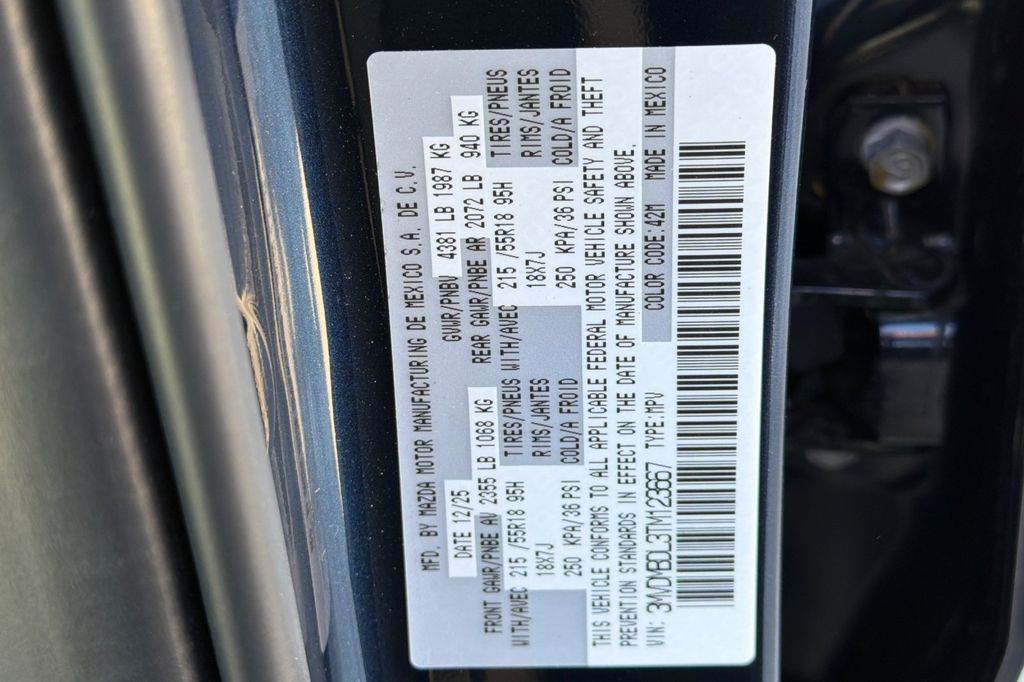 MFD. BY MAZDA MOTOR MANUFACTURING DE MEXICO S.A. DE C.V.
DATE 12/25 GVWR/PNBV 4381 LB 1987 KG
FRONT GAWR/PNBE AV 2355 LB 1068 KG REAR GAWR/PNBE AR 2072 LB 940 KG
WITH/AVEC 215 /55R18 95H TIRES/PNEUS WITH/AVEC 215 /55R18 95H TIRES/PNEUS
18X7J RIMS/JANTES 18X7J RIMS/JANTES
250 KPA/36 PSI COLD/A FROID 250 KPA/36 PSI COLD/A FROID
THIS VEHICLE CONFORMS TO ALL APPLICABLE FEDERAL MOTOR VEHICLE SAFETY AND THEFT
PREVENTION STANDARDS IN EFFECT ON THE DATE OF MANUFACTURE SHOWN ABOVE.
VIN: 3MVDMBDL3TM123667 TYPE:MPV COLOR CODE:42M MADE IN MEXICO